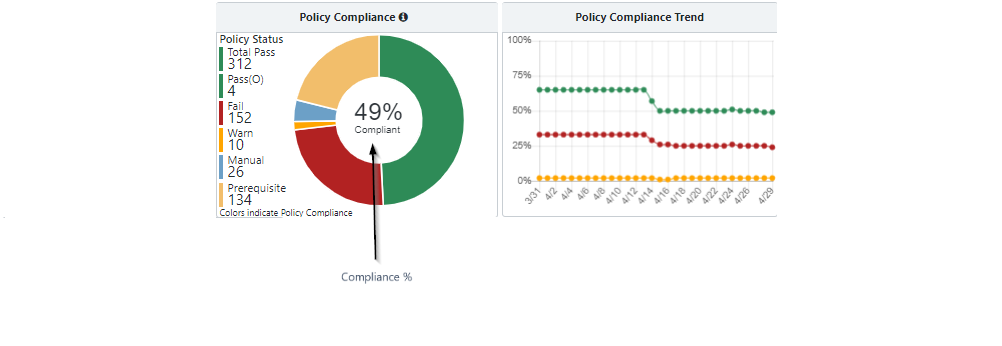 Policy Compliance
Policy Status
Total Pass
312
Pass(O)
4
Fail
152
Warn
10
Manual
26
Prerequisite
134
Colors indicate Policy Compliance
49%
Compliant
Compliance %
Policy Compliance Trend
100%
75%
50%
25%
0%
3/31 4/2 4/4 4/6 4/8 4/10 4/12 4/14 4/16 4/18 4/20 4/22 4/24 4/26 4/29